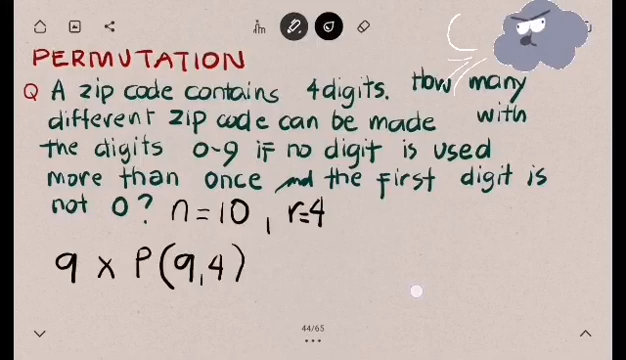 PERMUTATION
Q A zip code contains 4 digits. How many
different zip code can be made with
the digits 0-9 if no digit is used
more than once and the first digit is
not 0? n=10, r=4
9 x P(9,4)
44/65